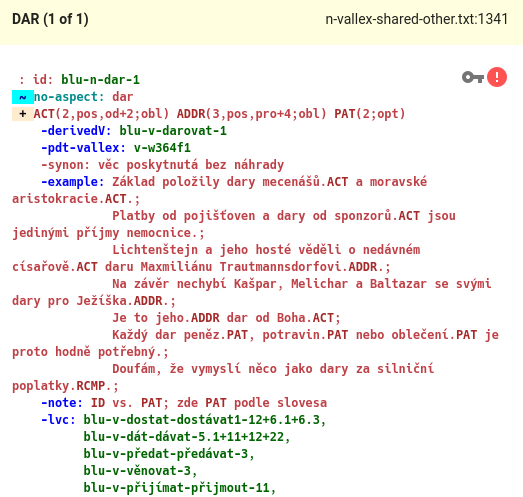 DAR (1 of 1) n-vallex-shared-other.txt:1341
: id: blu-n-dar-1
~ no-aspect: dar
+ ACT(2,pos,od+2;obl) ADDR(3,pos,pro+4;obl) PAT(2;opt)
-derivedV: blu-v-darovat-1
-pdt-vallex: v-w364f1
-synon: věc poskytnutá bez náhrady
-example: Základ položily dary mecenášů.ACT a moravské
aristokracie.ACT.;
Platby od pojišťoven a dary od sponzorů.ACT jsou
jedinými příjmy nemocnice.;
Lichtenštejn a jeho hosté věděli o nedávném
císařově.ACT daru Maxmiliánu Trautmannsdorfovi.ADDR.;
Na závěr nechybí Kašpar, Melichar a Baltazar se svými
dary pro Ježíška.ADDR.;
Je to jeho.ADDR dar od Boha.ACT;
Každý dar peněz.PAT, potravin.PAT nebo oblečení.PAT je
proto hodně potřebný.;
Doufám, že vymyslí něco jako dary za silniční
poplatky.RCMP.;
-note: ID vs. PAT; zde PAT podle slovesa
-lvc: blu-v-dostat-dostávat1-12+6.1+6.3,
blu-v-dát-dávat-5.1+11+12+22,
blu-v-předat-předávat-3,
blu-v-věnovat-3,
blu-v-přijímat-přijmout-11,